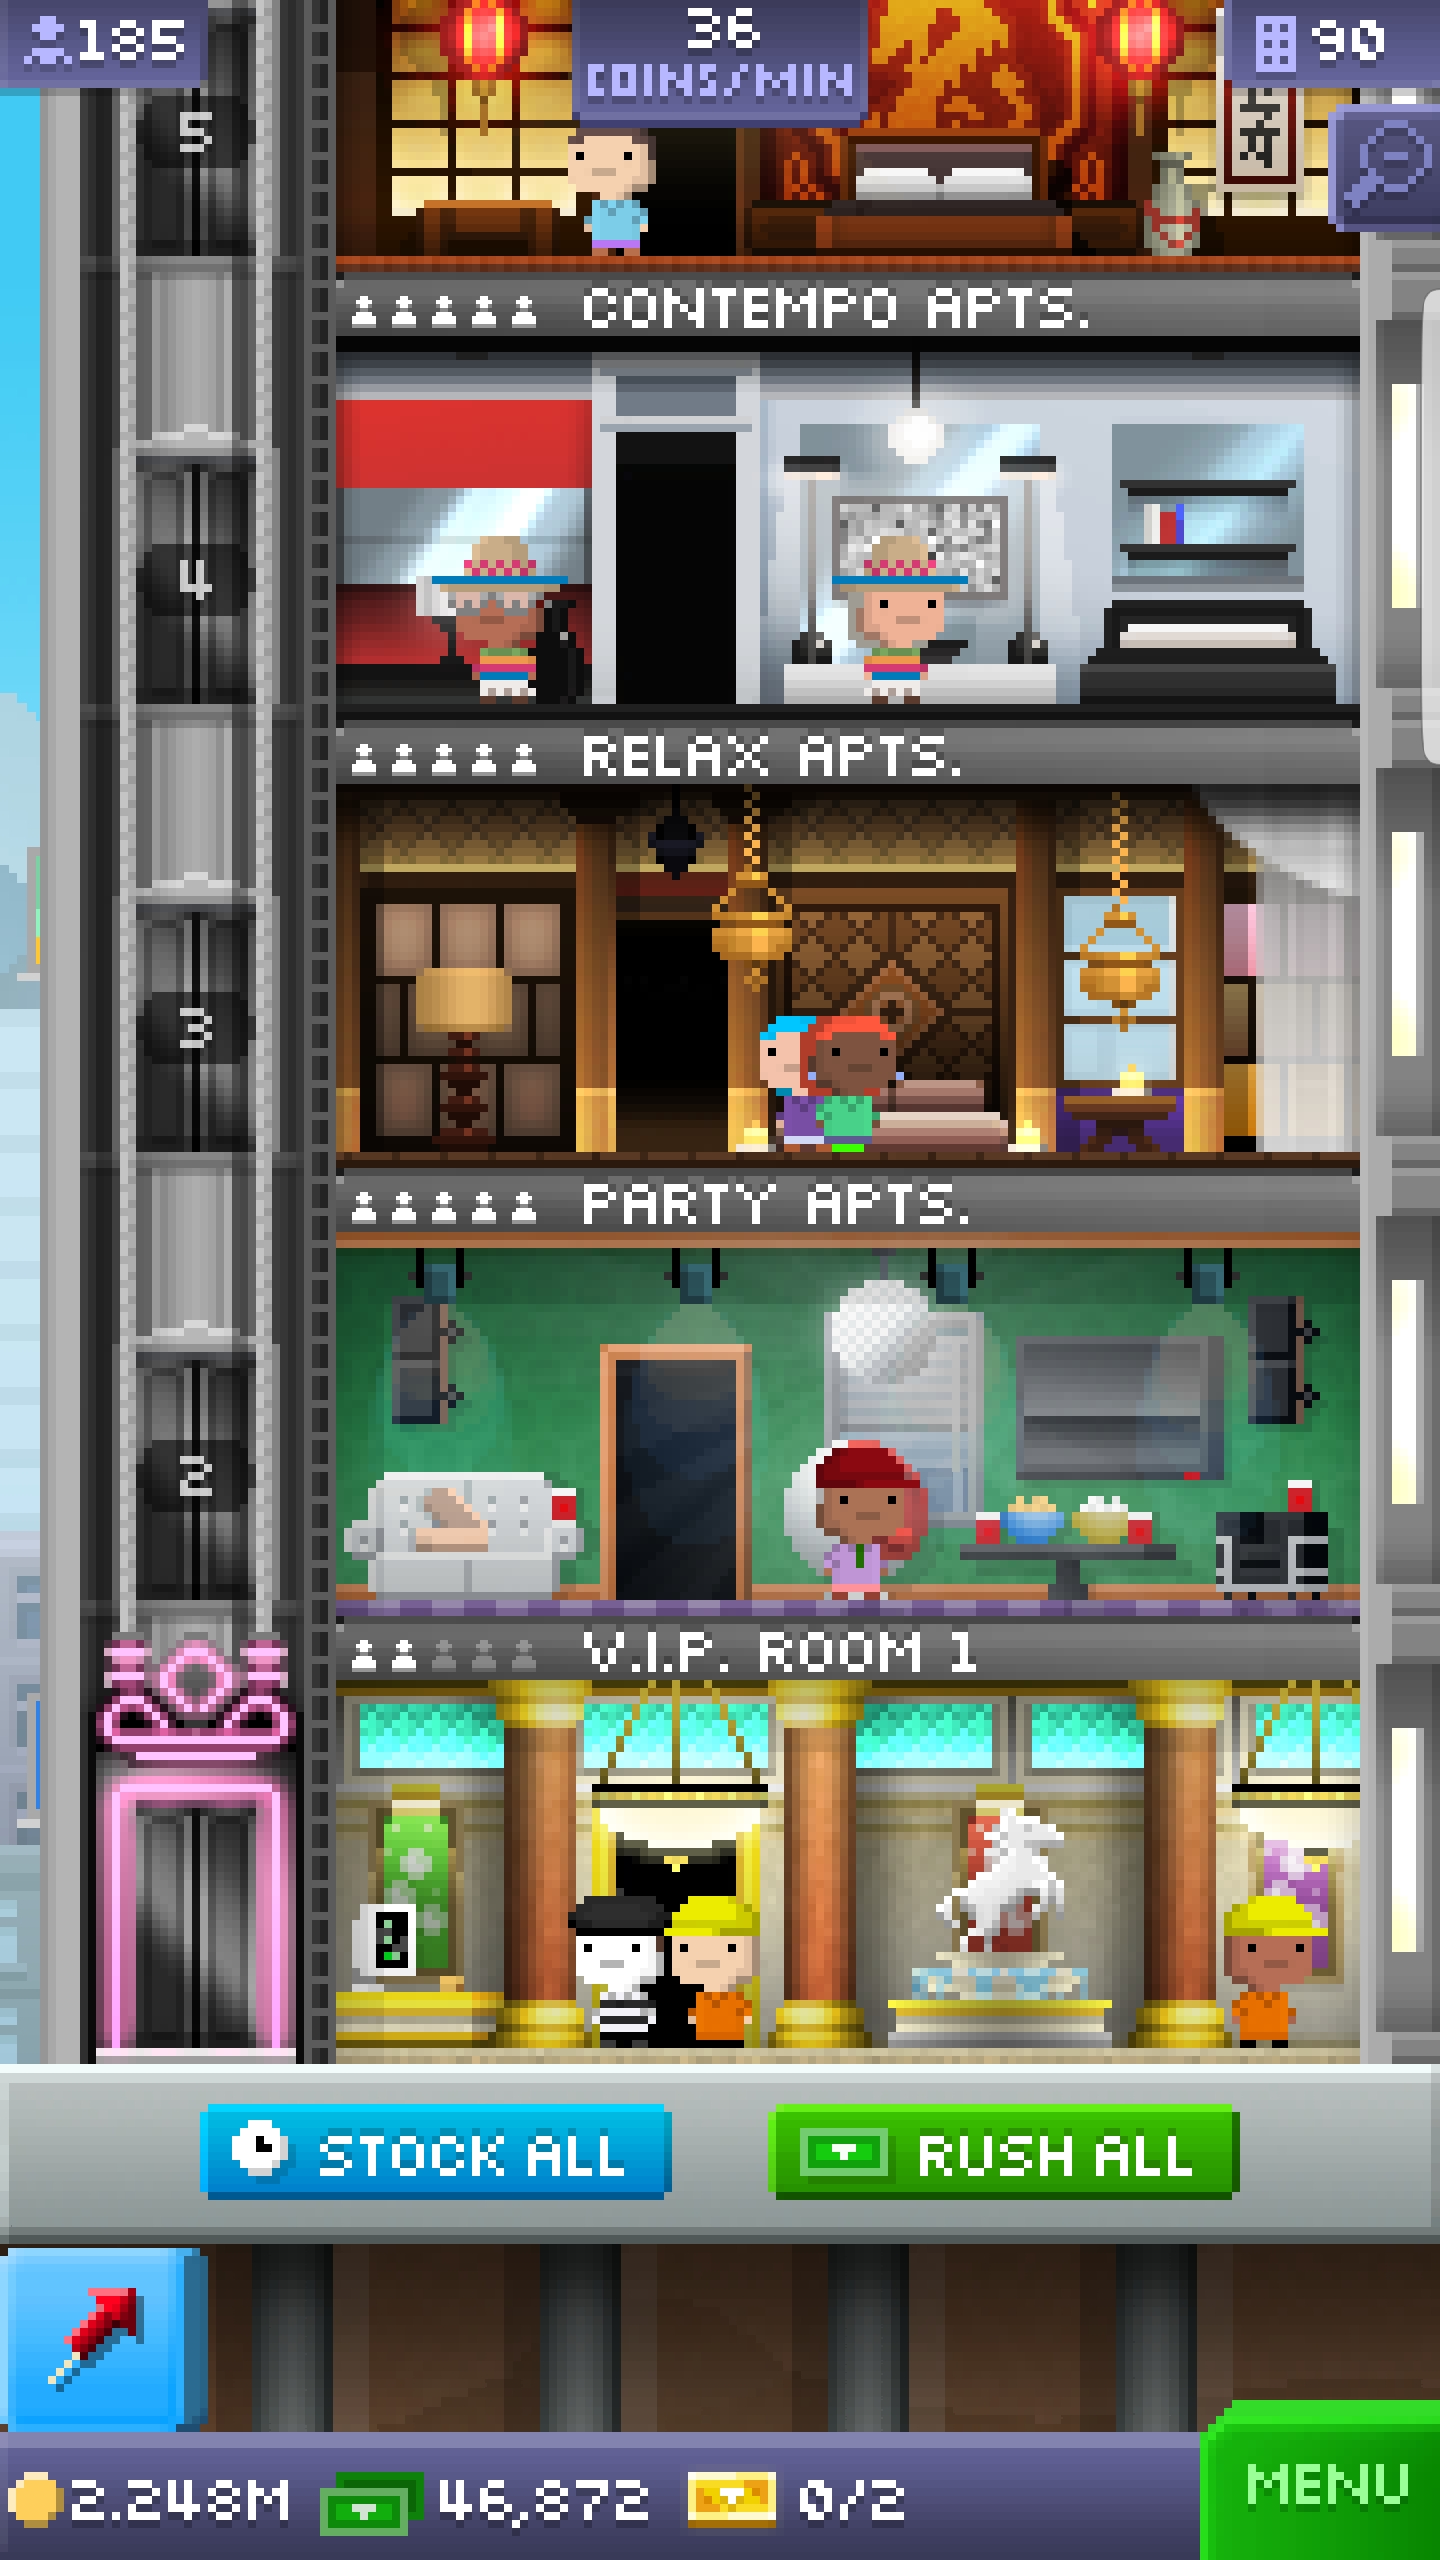 185
36
COINS/MIN
90
5
CONTEMPO APTS.
4
RELAX APTS.
3
PARTY APTS.
2
V.I.P. ROOM 1
STOCK ALL
RUSH ALL
2.248M
46,872
0/2
MENU